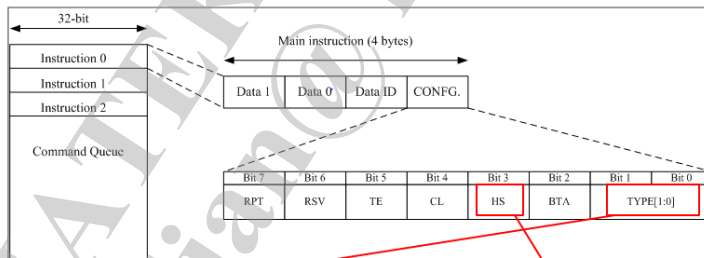 32-bit
Main instruction (4 bytes)
Instruction 0
Instruction 1
Instruction 2
Command Queue
Data 1 Data 0 Data ID CONFG.
Bit 7 Bit 6 Bit 5 Bit 4 Bit 3 Bit 2 Bit 1 Bit 0
RPT RSV TE CL HS BTA TYPE[1:0]